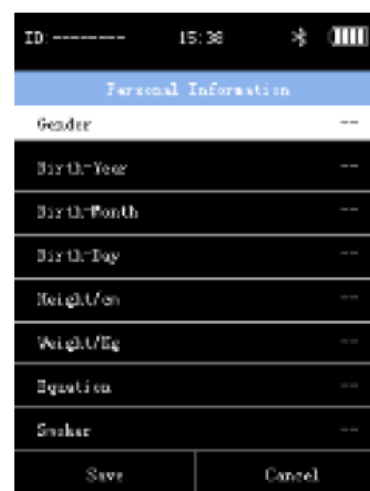 ID:-------- 15:38
Personal Information
Gender --
Birth-Year --
Birth-Month --
Birth-Day --
Height/cm --
Weight/Kg --
Equation --
Smoker --
Save Cancel